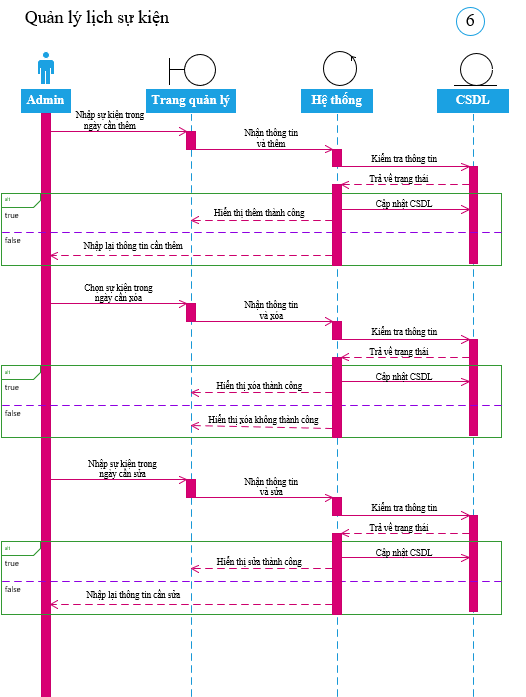 Quản lý lịch sự kiện
6
Admin
Trang quản lý
Hệ thống
CSDL
Nhập sự kiện trong
ngày cần thêm
Nhận thông tin
và thêm
Kiểm tra thông tin
Trả về trạng thái
alt
Cập nhật CSDL
true
Hiển thị thêm thành công
false
Nhập lại thông tin cần thêm
Chọn sự kiện trong
ngày cần xóa
Nhận thông tin
và xóa
Kiểm tra thông tin
Trả về trạng thái
alt
Cập nhật CSDL
true
Hiển thị xóa thành công
false
Hiển thị xóa không thành công
Nhập sự kiện trong
ngày cần sửa
Nhận thông tin
và sửa
Kiểm tra thông tin
Trả về trạng thái
alt
Cập nhật CSDL
true
Hiển thị sửa thành công
false
Nhập lại thông tin cần sửa